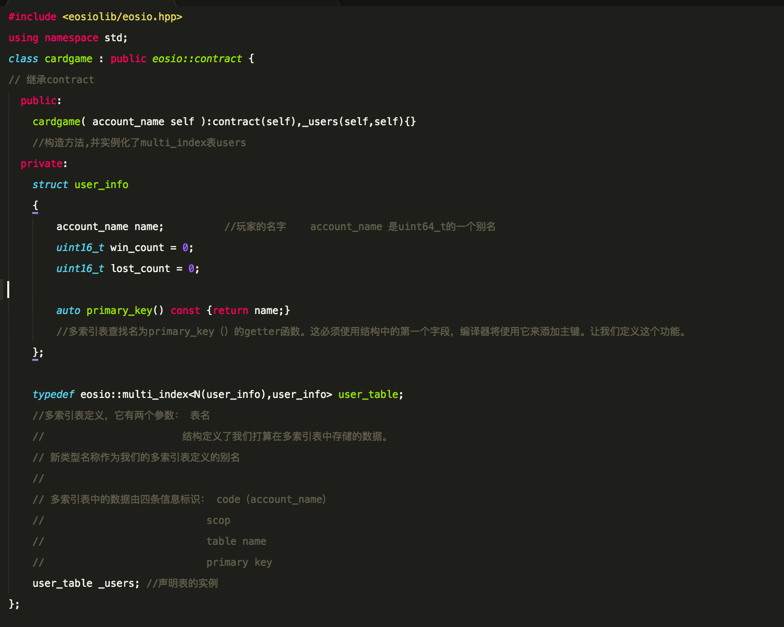 #include <eosiolib/eosio.hpp>
using namespace std;
class cardgame : public eosio::contract {
// 继承contract
public:
cardgame( account_name self ):contract(self),_users(self,self){}
//构造方法,并实例化了multi_index表users
private:
struct user_info
{
account_name name;          //玩家的名字    account_name 是uint64_t的一个别名
uint16_t win_count = 0;
uint16_t lost_count = 0;
auto primary_key() const {return name;}
//多索引表查找名为primary_key（）的getter函数。这必须使用结构中的第一个字段，编译器将使用它来添加主键。让我们定义这个功能。
};
typedef eosio::multi_index<N(user_info),user_info> user_table;
//多索引表定义，它有两个参数： 表名
//                       结构定义了我们打算在多索引表中存储的数据。
// 新类型名称作为我们的多索引表定义的别名
//
// 多索引表中的数据由四条信息标识： code（account_name）
//                           scop
//                           table name
//                           primary key
user_table _users; //声明表的实例
};